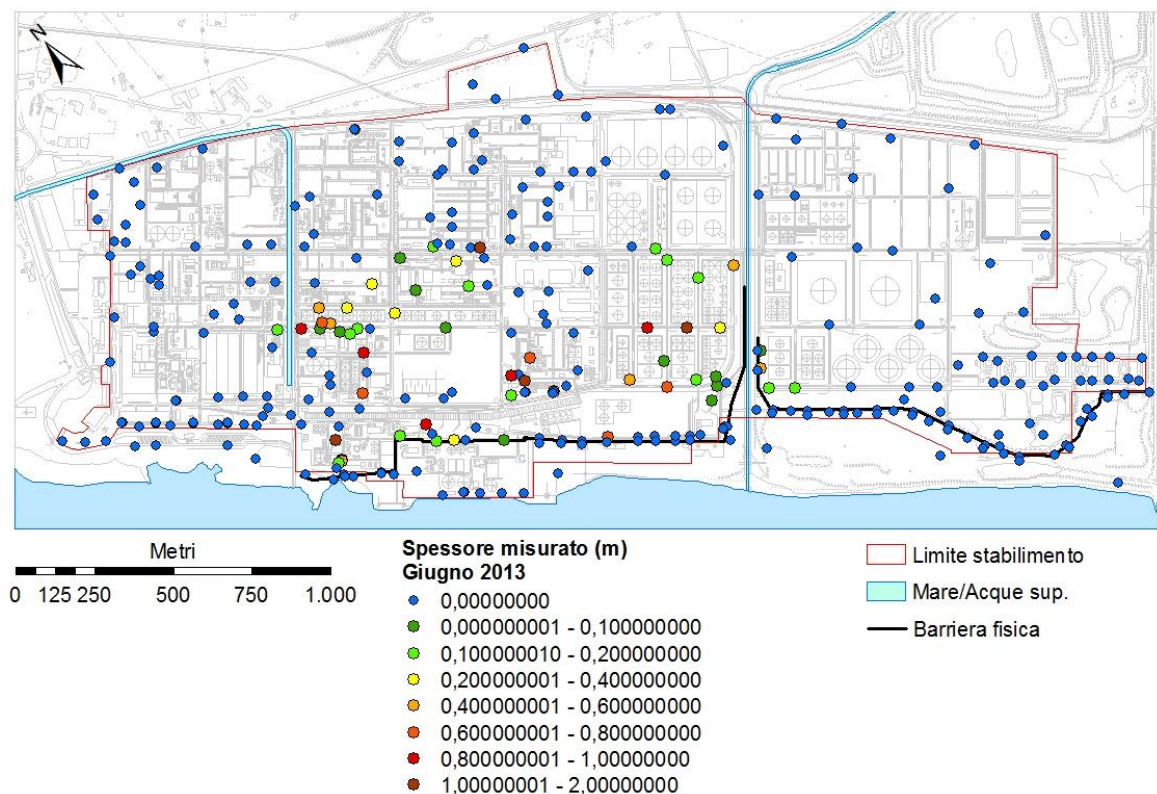 N
Metri
0 125 250 500 750 1.000
Spessore misurato (m)
Giugno 2013
0,00000000
0,000000001 - 0,100000000
0,100000010 - 0,200000000
0,200000001 - 0,400000000
0,400000001 - 0,600000000
0,600000001 - 0,800000000
0,800000001 - 1,00000000
1,00000001 - 2,00000000
Limite stabilimento
Mare/Acque sup.
Barriera fisica